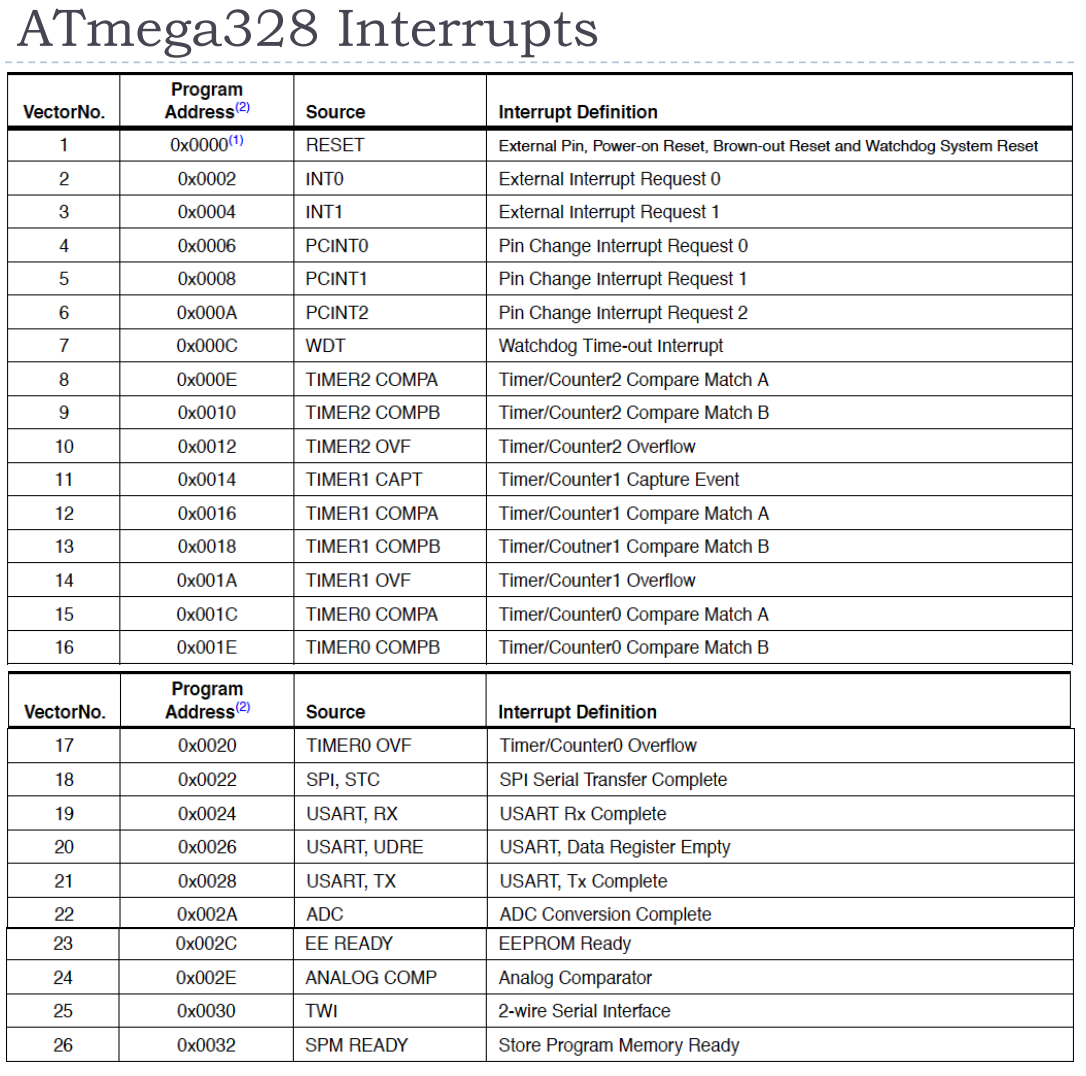 ATmega328 Interrupts
VectorNo. Program Address(2) Source Interrupt Definition
1 0x0000(1) RESET External Pin, Power-on Reset, Brown-out Reset and Watchdog System Reset
2 0x0002 INT0 External Interrupt Request 0
3 0x0004 INT1 External Interrupt Request 1
4 0x0006 PCINT0 Pin Change Interrupt Request 0
5 0x0008 PCINT1 Pin Change Interrupt Request 1
6 0x000A PCINT2 Pin Change Interrupt Request 2
7 0x000C WDT Watchdog Time-out Interrupt
8 0x000E TIMER2 COMPA Timer/Counter2 Compare Match A
9 0x0010 TIMER2 COMPB Timer/Counter2 Compare Match B
10 0x0012 TIMER2 OVF Timer/Counter2 Overflow
11 0x0014 TIMER1 CAPT Timer/Counter1 Capture Event
12 0x0016 TIMER1 COMPA Timer/Counter1 Compare Match A
13 0x0018 TIMER1 COMPB Timer/Coutner1 Compare Match B
14 0x001A TIMER1 OVF Timer/Counter1 Overflow
15 0x001C TIMER0 COMPA Timer/Counter0 Compare Match A
16 0x001E TIMER0 COMPB Timer/Counter0 Compare Match B
VectorNo. Program Address(2) Source Interrupt Definition
17 0x0020 TIMER0 OVF Timer/Counter0 Overflow
18 0x0022 SPI, STC SPI Serial Transfer Complete
19 0x0024 USART, RX USART Rx Complete
20 0x0026 USART, UDRE USART, Data Register Empty
21 0x0028 USART, TX USART, Tx Complete
22 0x002A ADC ADC Conversion Complete
23 0x002C EE READY EEPROM Ready
24 0x002E ANALOG COMP Analog Comparator
25 0x0030 TWI 2-wire Serial Interface
26 0x0032 SPM READY Store Program Memory Ready